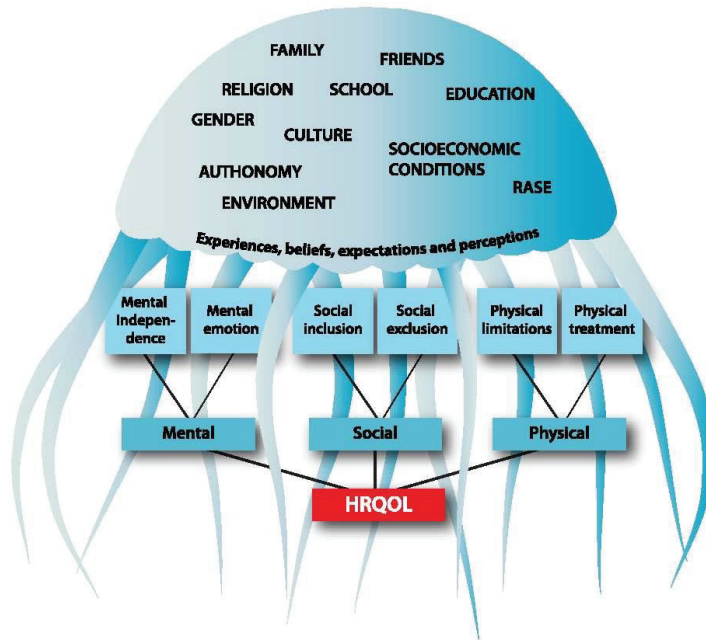 FAMILY
FRIENDS
RELIGION
SCHOOL
EDUCATION
GENDER
CULTURE
SOCIOECONOMIC
CONDITIONS
AUTHONOMY
RASE
ENVIRONMENT
Experiences, beliefs, expectations and perceptions
Mental
Indepen-
dence
Mental
emotion
Social
inclusion
Social
exclusion
Physical
limitations
Physical
treatment
Mental
Social
Physical
HRQOL